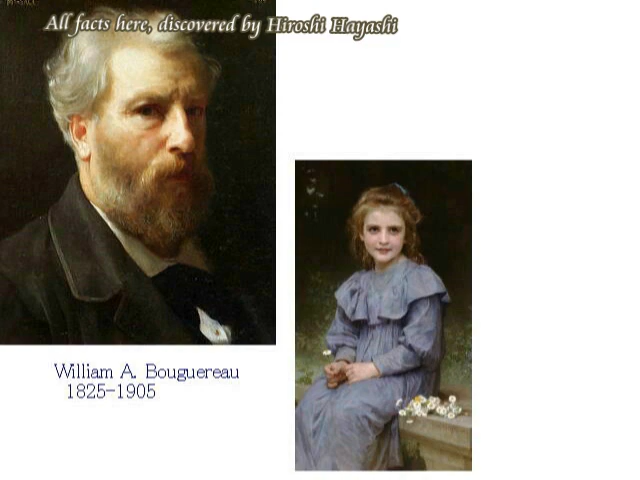 All facts here, discovered by Hiroshi Hayashi
William A. Bouguereau
1825-1905